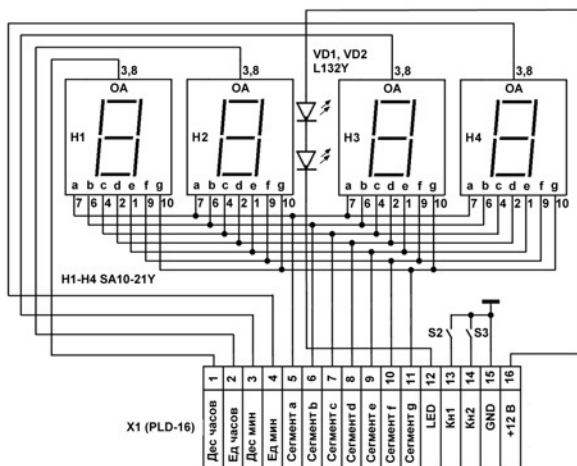 VD1, VD2
L132Y
3,8 3,8 3,8 3,8
ОА ОА ОА ОА
H1 H2 H3 H4
a b c d e f g a b c d e f g a b c d e f g a b c d e f g
7 6 4 2 1 9 10 7 6 4 2 1 9 10 7 6 4 2 1 9 10 7 6 4 2 1 9 10
H1-H4 SA10-21Y
S2 S3
1 2 3 4 5 6 7 8 9 10 11 12 13 14 15 16
X1 (PLD-16)
Дес часов
Ед часов
Дес мин
Ед мин
Сегмент a
Сегмент b
Сегмент c
Сегмент d
Сегмент e
Сегмент f
Сегмент g
LED
Кн1
Кн2
GND
+12 В